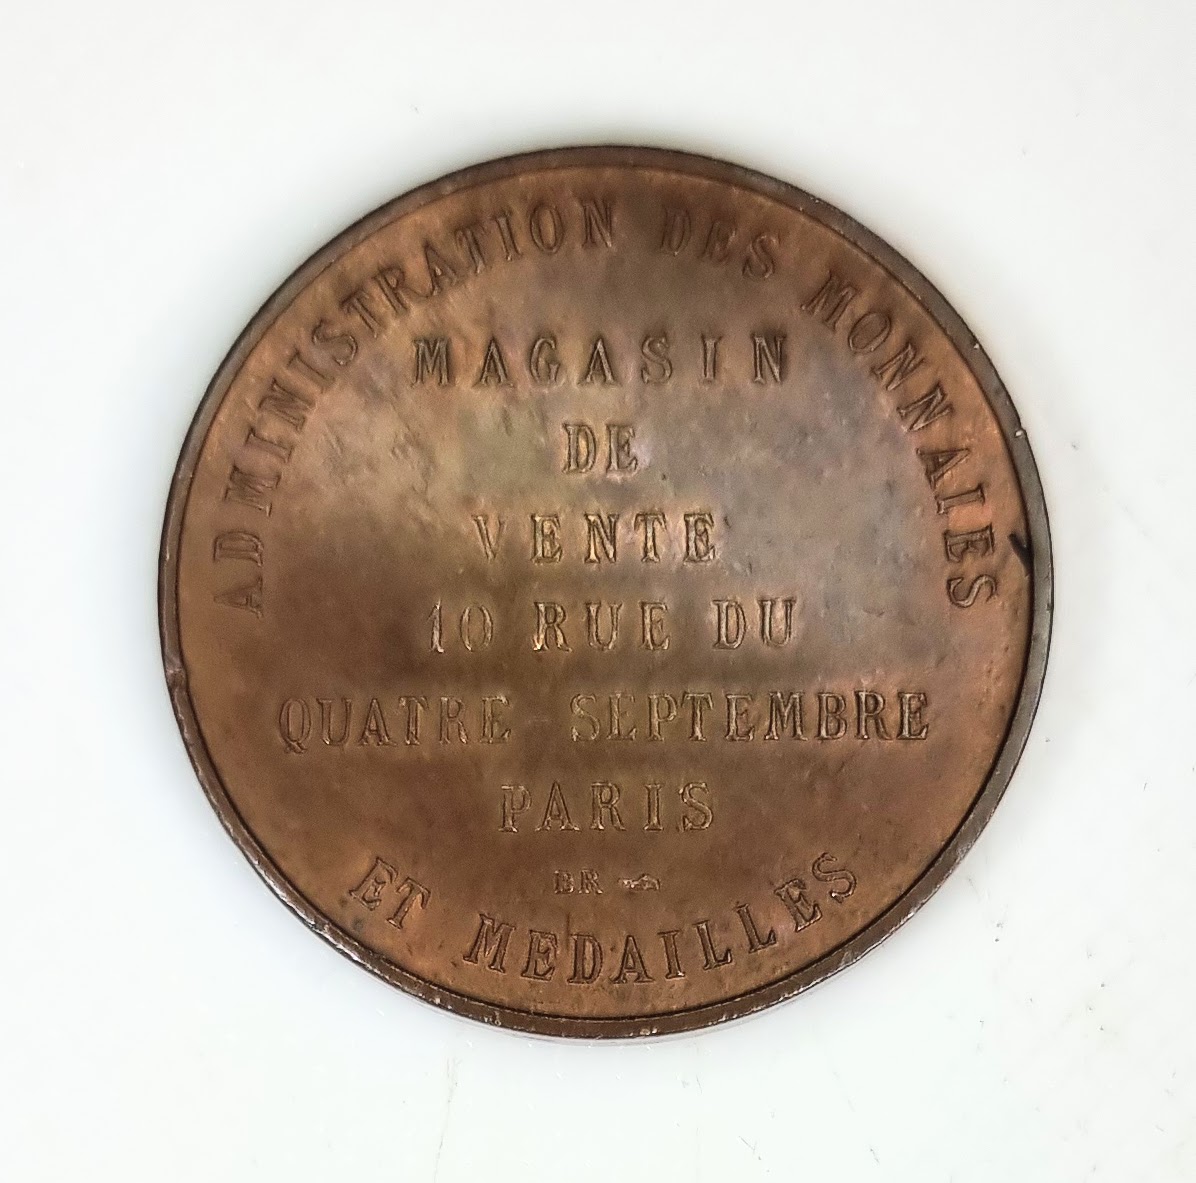 ADMINISTRATION DES MONNAIES
MAGASIN
DE
VENTE
10 RUE DU
QUATRE SEPTEMBRE
PARIS
BR
ET MEDAILLES